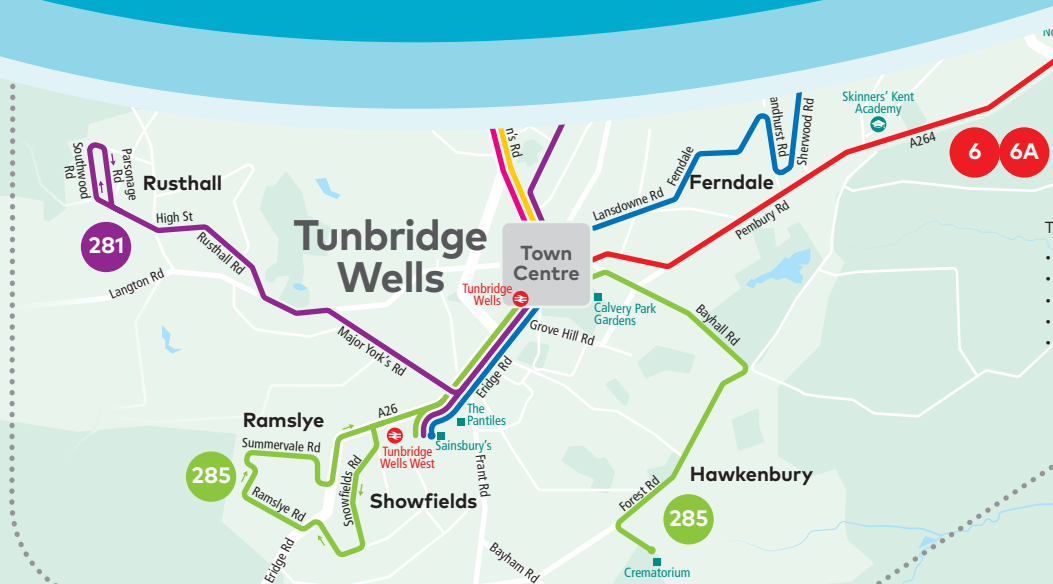 Skinners' Kent
Academy
A264
6
6A
Sherwood Rd
Ferndale
Ferndale
Lansdowne Rd
Pembury Rd
Parsonage
Rd
Southwood
Rd
Rusthall
High St
281
Rusthall Rd
Langton Rd
Tunbridge
Wells
Town
Centre
Tunbridge
Wells
Calvery Park
Gardens
Grove Hill Rd
Bayhall Rd
Major York's Rd
Eridge Rd
Ramslye
A26
The
Pantiles
Summervale Rd
Sainsbury's
Tunbridge
Wells West
285
Ramslye Rd
Snowfields Rd
Showfields
Frant Rd
Hawkenbury
Forest Rd
285
Eridge Rd
Bayham Rd
Crematorium